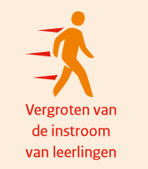 Vergroten van
de instroom
van leerlingen